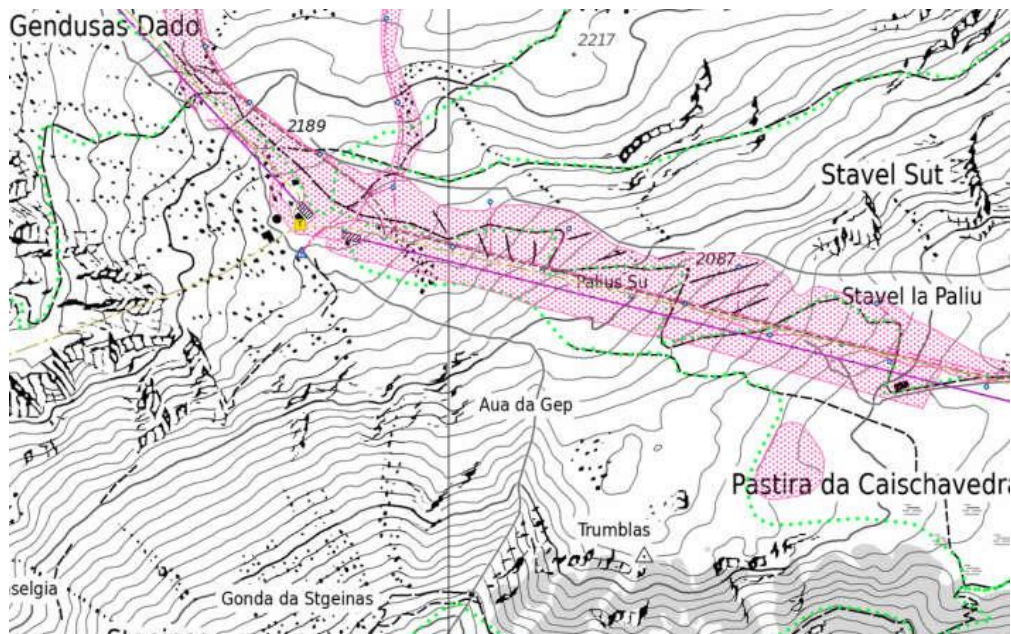 Gendusas Dado
2217
2189
Stavel Sut
2087
Palius Su
Stavel la Paliu
Aua da Gep
Pastira da Caischavedra
Trumblas
selgia
Gonda da Stgeinas